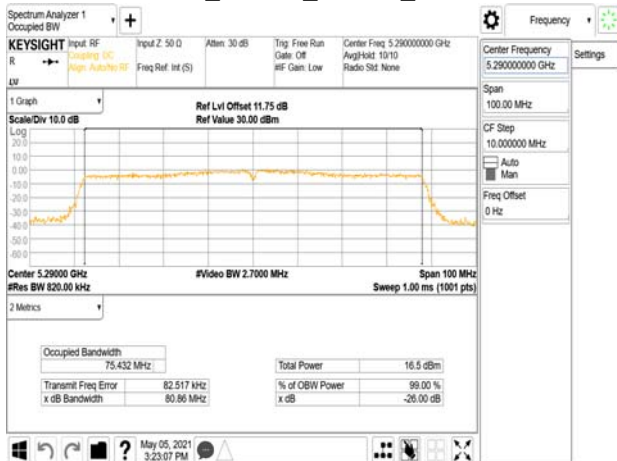 Spectrum Analyzer 1
Occupied BW
+
Frequency
KEYSIGHT
R
LV
Input: RF
Coupling: DC
Align: Auto/No RF
Input Z: 50 Ω
Freq Ref: Int (S)
Atten: 30 dB
Trig: Free Run
Gate: Off
#IF Gain: Low
Center Freq: 5.290000000 GHz
Avg|Hold: 10/10
Radio Std: None
Center Frequency
5.290000000 GHz
Settings
Span
100.00 MHz
CF Step
10.000000 MHz
Auto
Man
Freq Offset
0 Hz
1 Graph
Scale/Div 10.0 dB
Ref Lvl Offset 11.75 dB
Ref Value 30.00 dBm
Log
20.0
10.0
0.00
-10.0
-20.0
-30.0
-40.0
-50.0
-60.0
Center 5.29000 GHz
#Video BW 2.7000 MHz
Span 100 MHz
#Res BW 820.00 kHz
Sweep 1.00 ms (1001 pts)
2 Metrics
Occupied Bandwidth
75.432 MHz
Total Power 16.5 dBm
Transmit Freq Error 82.517 kHz
% of OBW Power 99.00 %
x dB Bandwidth 80.86 MHz
x dB -26.00 dB
?
May 05, 2021
3:23:07 PM